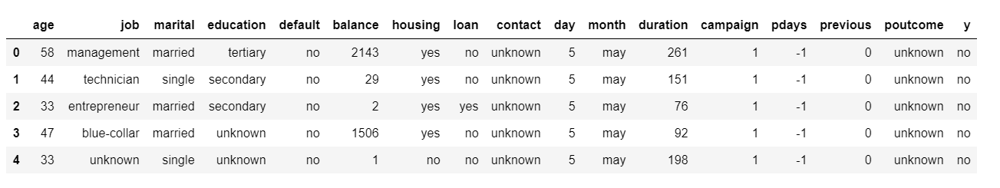 age job marital education default balance housing loan contact day month duration campaign pdays previous poutcome y
0 58 management married tertiary no 2143 yes no unknown 5 may 261 1 -1 0 unknown no
1 44 technician single secondary no 29 yes no unknown 5 may 151 1 -1 0 unknown no
2 33 entrepreneur married secondary no 2 yes yes unknown 5 may 76 1 -1 0 unknown no
3 47 blue-collar married unknown no 1506 yes no unknown 5 may 92 1 -1 0 unknown no
4 33 unknown single unknown no 1 no no unknown 5 may 198 1 -1 0 unknown no